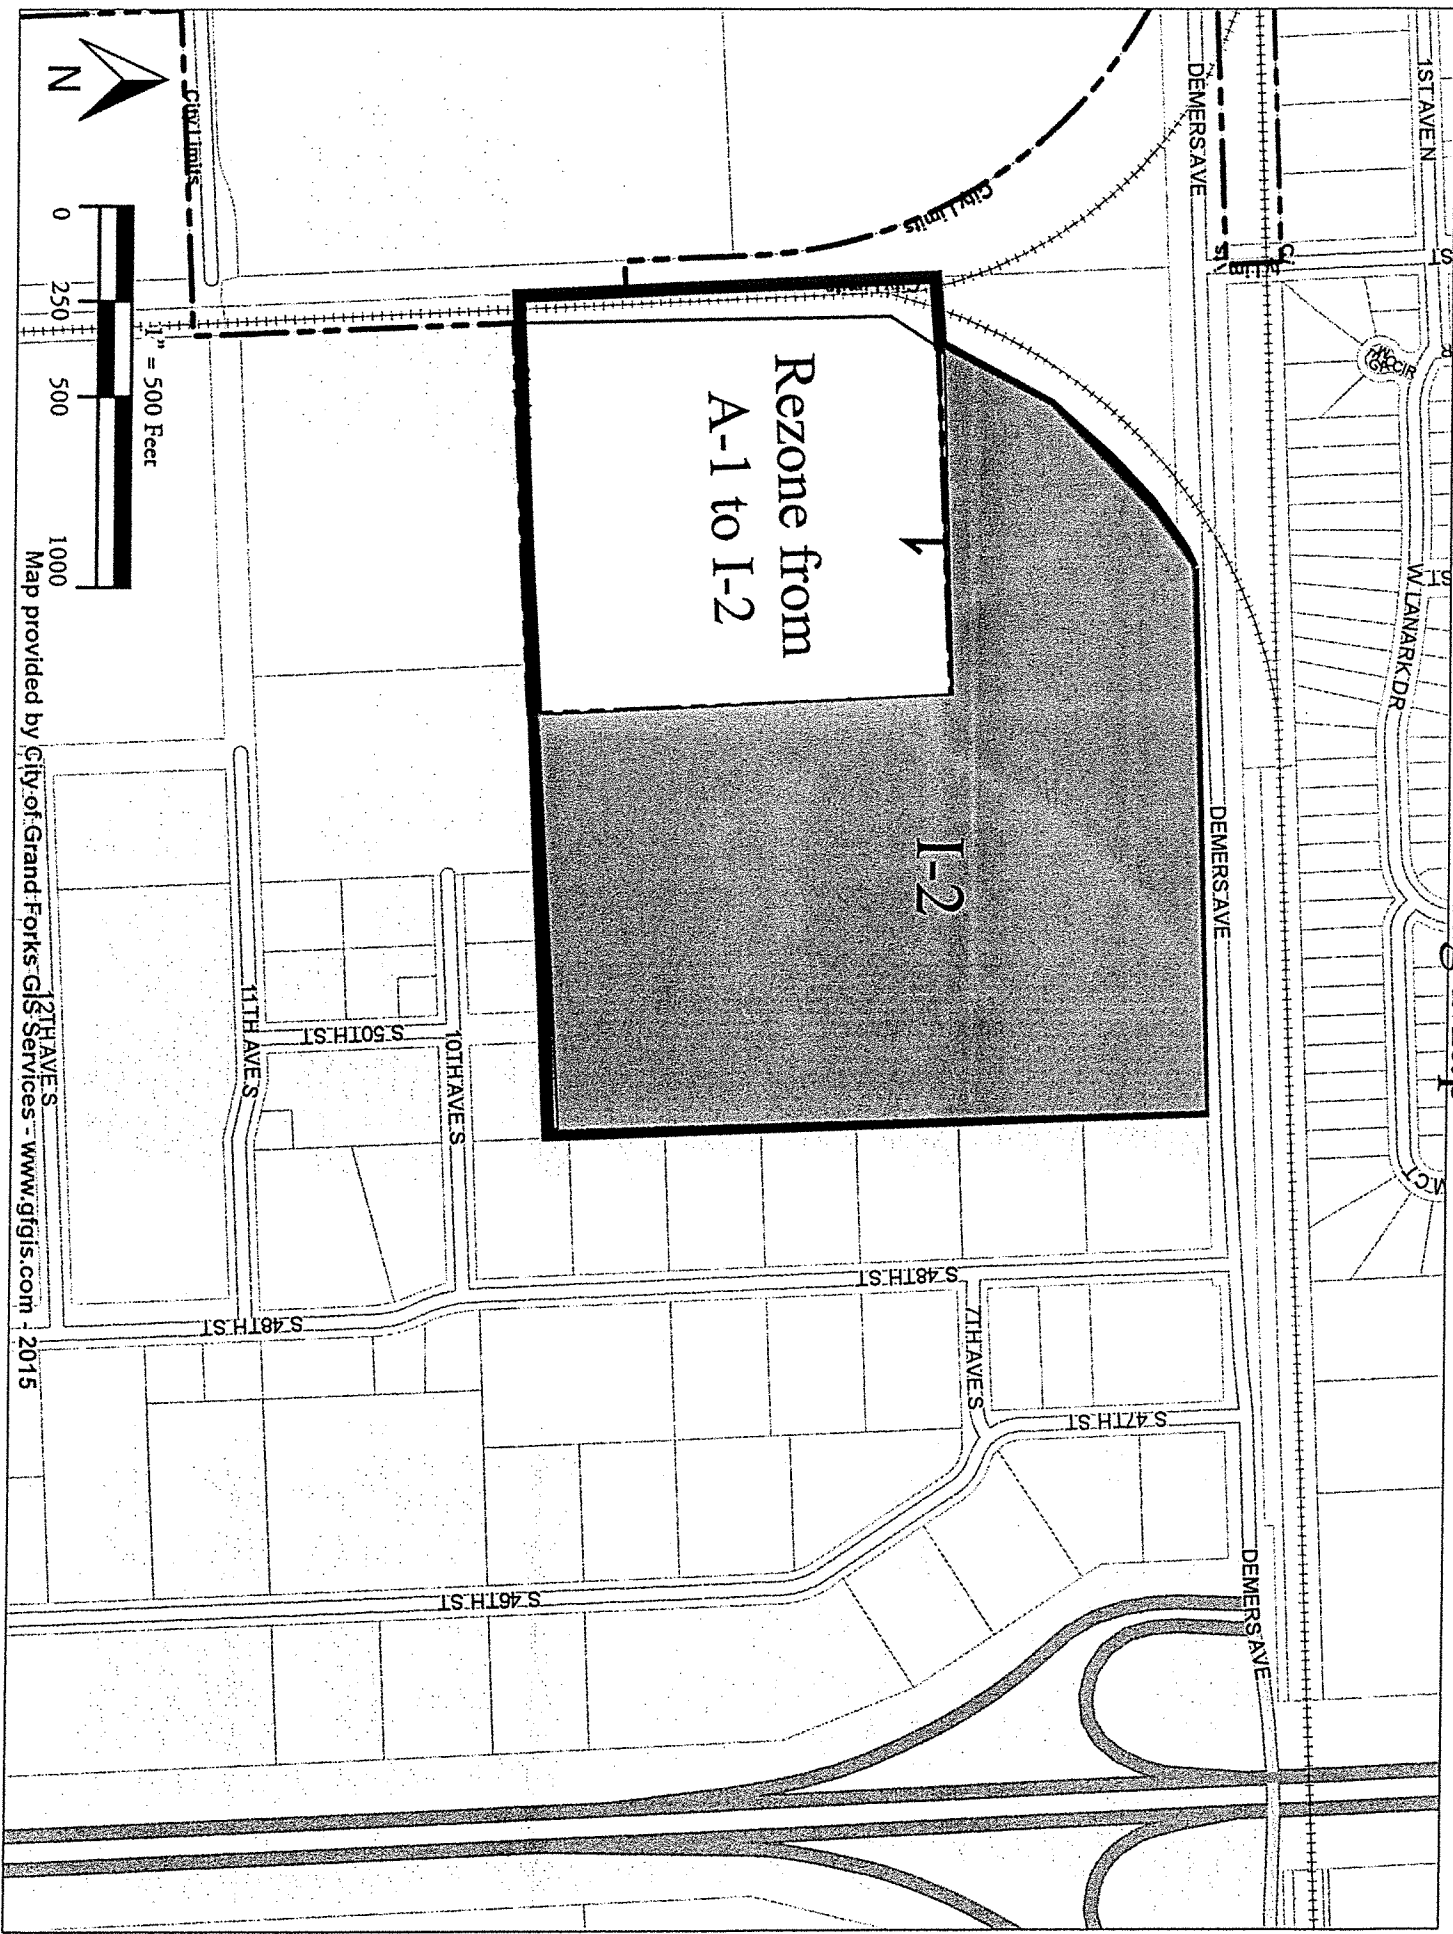 1ST AVE N
DEMERS AVE
W LANARK DR
City Limits
City Limits
City Limits
DEMERS AVE
Rezone from
A-1 to I-2
1
I-2
S 48TH ST
7TH AVE S
S 47TH ST
DEMERS AVE
S 46TH ST
10TH AVE S
S 50TH ST
11TH AVE S
S 48TH ST
12TH AVE S
N
1" = 500 Feet
0 250 500 1000
Map provided by City of Grand Forks GIS Services - www.gfgis.com - 2015